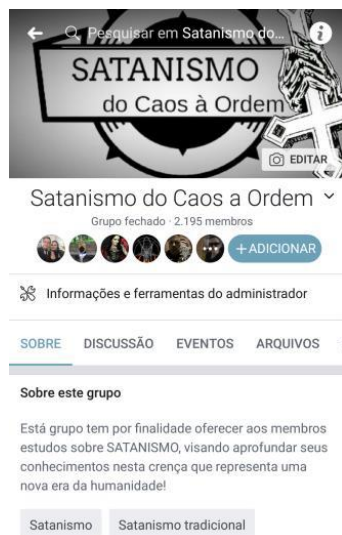 Pesquisar em Satanismo do...
SATANISMO
do Caos à Ordem
EDITAR
Satanismo do Caos a Ordem
Grupo fechado · 2.195 membros
+ADICIONAR
Informações e ferramentas do administrador
SOBRE DISCUSSÃO EVENTOS ARQUIVOS
Sobre este grupo
Está grupo tem por finalidade oferecer aos membros
estudos sobre SATANISMO, visando aprofundar seus
conhecimentos nesta crença que representa uma
nova era da humanidade!
Satanismo Satanismo tradicional